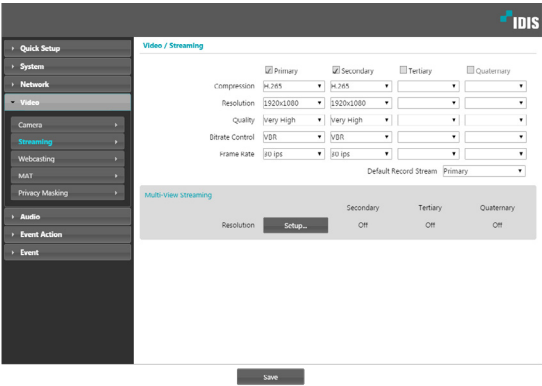 IDIS
Quick Setup
System
Network
Video
Camera
Streaming
Webcasting
MAT
Privacy Masking
Audio
Event Action
Event
Video / Streaming
Primary Secondary Tertiary Quaternary
Compression H.265 H.265
Resolution 1920x1080 1920x1080
Quality Very High Very High
Bitrate Control VBR VBR
Frame Rate ips ips
Default Record Stream Primary
Multi-View Streaming
Secondary Tertiary Quaternary
Resolution Setup... Off Off Off
Save